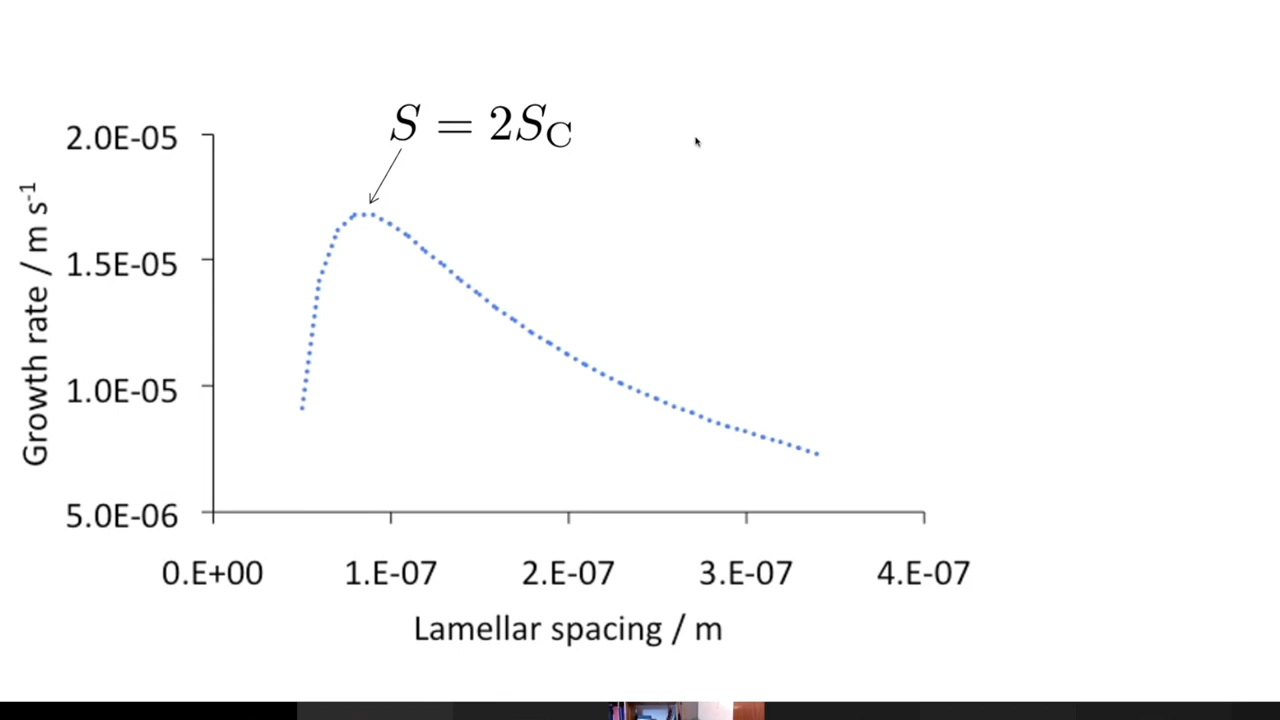 S = 2S_C
2.0E-05
1.5E-05
1.0E-05
5.0E-06
Growth rate / m s⁻¹
0.E+00 1.E-07 2.E-07 3.E-07 4.E-07
Lamellar spacing / m